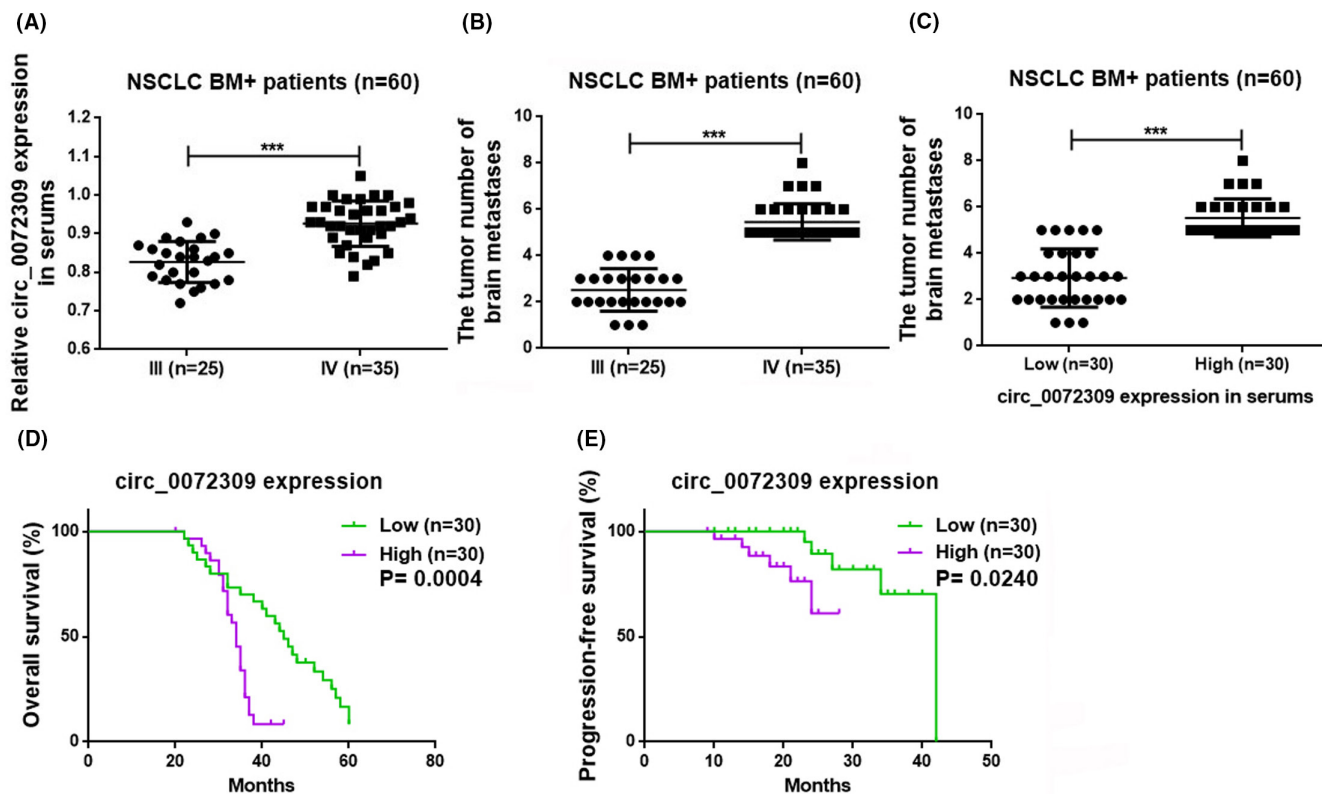 (A)
NSCLC BM+ patients (n=60)
Relative circ_0072309 expression
in serums
1.2
1.1
1.0
0.9
0.8
0.7
0.6
***
III (n=25)
IV (n=35)
(B)
NSCLC BM+ patients (n=60)
The tumor number of
brain metastases
10
8
6
4
2
0
***
III (n=25)
IV (n=35)
(C)
NSCLC BM+ patients (n=60)
The tumor number of
brain metastases
10
8
6
4
2
0
***
Low (n=30)
High (n=30)
circ_0072309 expression in serums
(D)
circ_0072309 expression
Overall survival (%)
100
50
0
Low (n=30)
High (n=30)
P= 0.0004
0
20
40
60
80
Months
(E)
circ_0072309 expression
Progression-free survival (%)
100
50
0
Low (n=30)
High (n=30)
P= 0.0240
0
10
20
30
40
50
Months